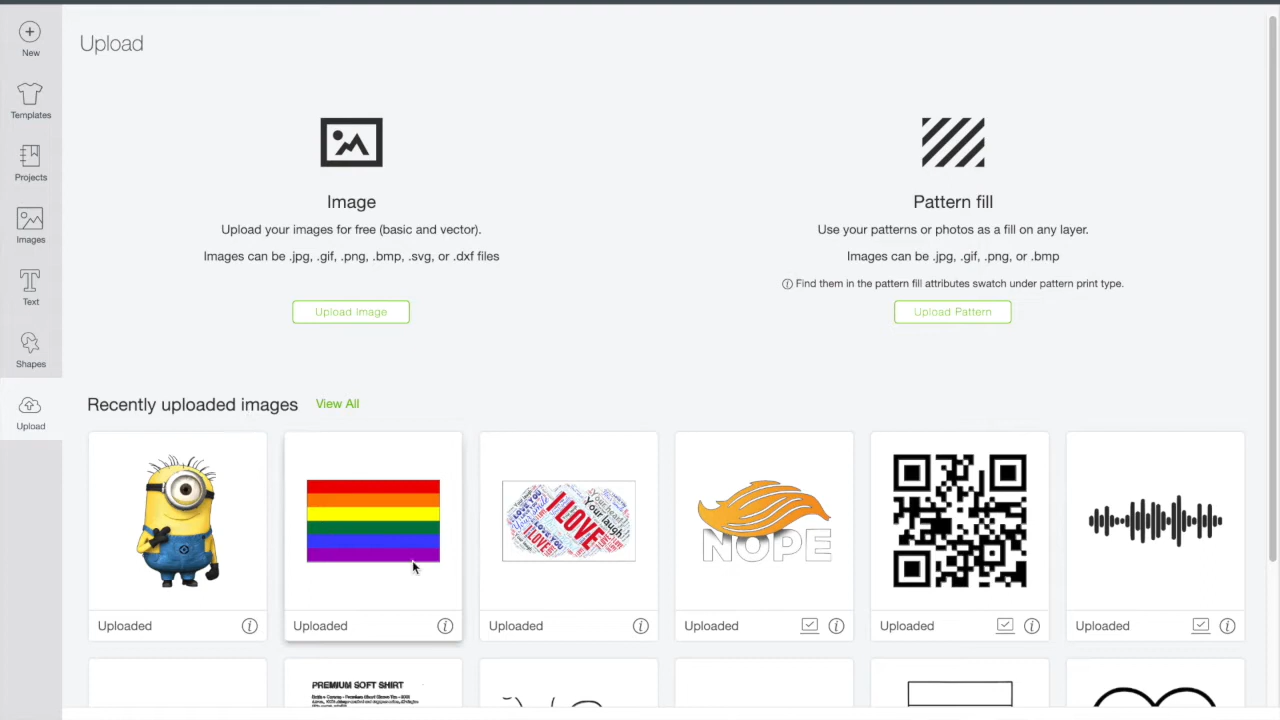 Upload
New
Templates
Projects
Images
Text
Shapes
Upload
Image
Upload your images for free (basic and vector).
Images can be .jpg, .gif, .png, .bmp, .svg, or .dxf files
Upload Image
Pattern fill
Use your patterns or photos as a fill on any layer.
Images can be .jpg, .gif, .png, or .bmp
Find them in the pattern fill attributes swatch under pattern print type.
Upload Pattern
Recently uploaded images View All
I LOVE
Your laugh
NOPE
Uploaded
Uploaded
Uploaded
Uploaded
Uploaded
Uploaded
PREMIUM SOFT SHIRT